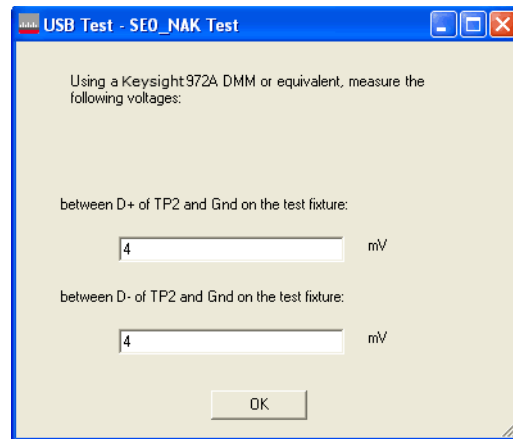 USB Test - SE0_NAK Test
Using a Keysight 972A DMM or equivalent, measure the
following voltages:
between D+ of TP2 and Gnd on the test fixture:
4 mV
between D- of TP2 and Gnd on the test fixture:
4 mV
OK